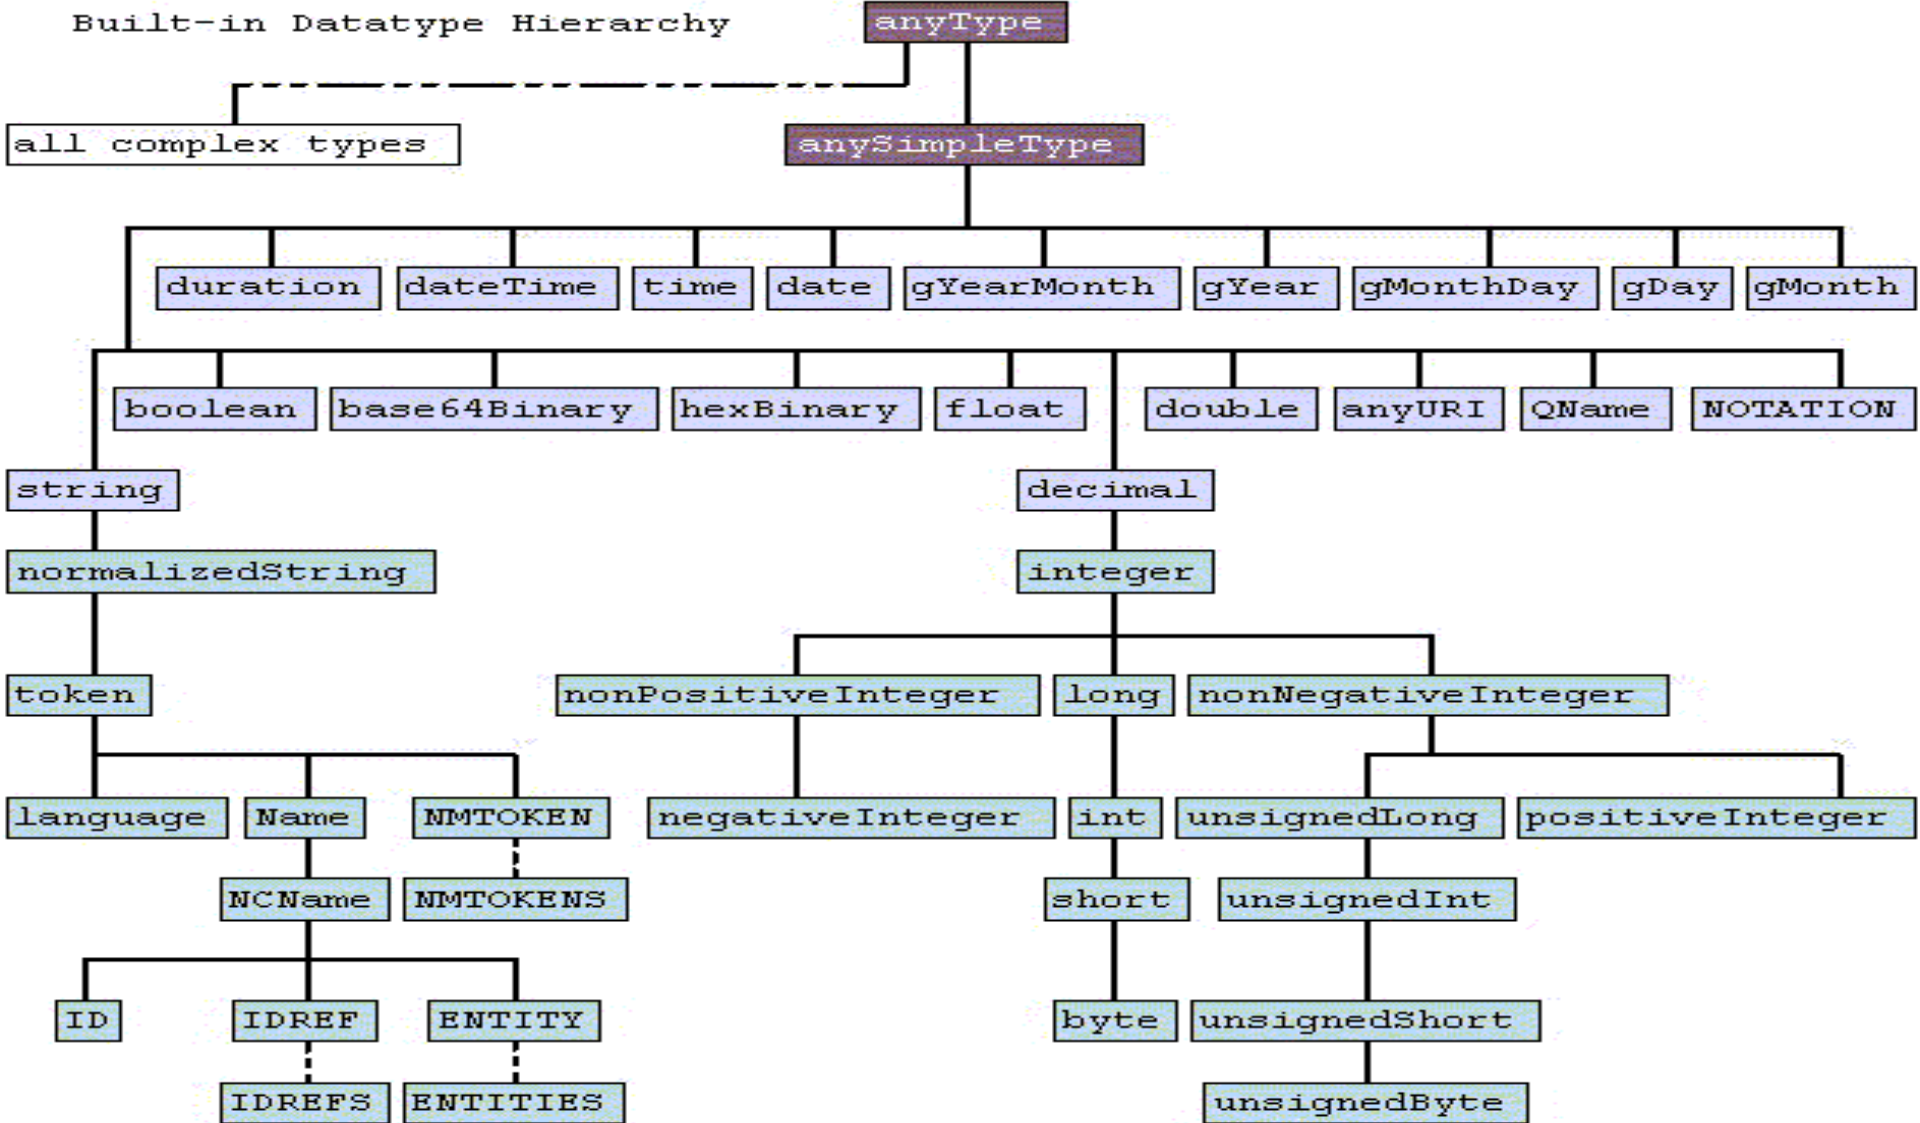 Built-in Datatype Hierarchy
anyType
all complex types
anySimpleType
duration
dateTime
time
date
gYearMonth
gYear
gMonthDay
gDay
gMonth
boolean
base64Binary
hexBinary
float
double
anyURI
QName
NOTATION
string
decimal
normalizedString
integer
token
nonPositiveInteger
long
nonNegativeInteger
language
Name
NMTOKEN
negativeInteger
int
unsignedLong
positiveInteger
NCName
NMTOKENS
short
unsignedInt
ID
IDREF
ENTITY
byte
unsignedShort
IDREFS
ENTITIES
unsignedByte